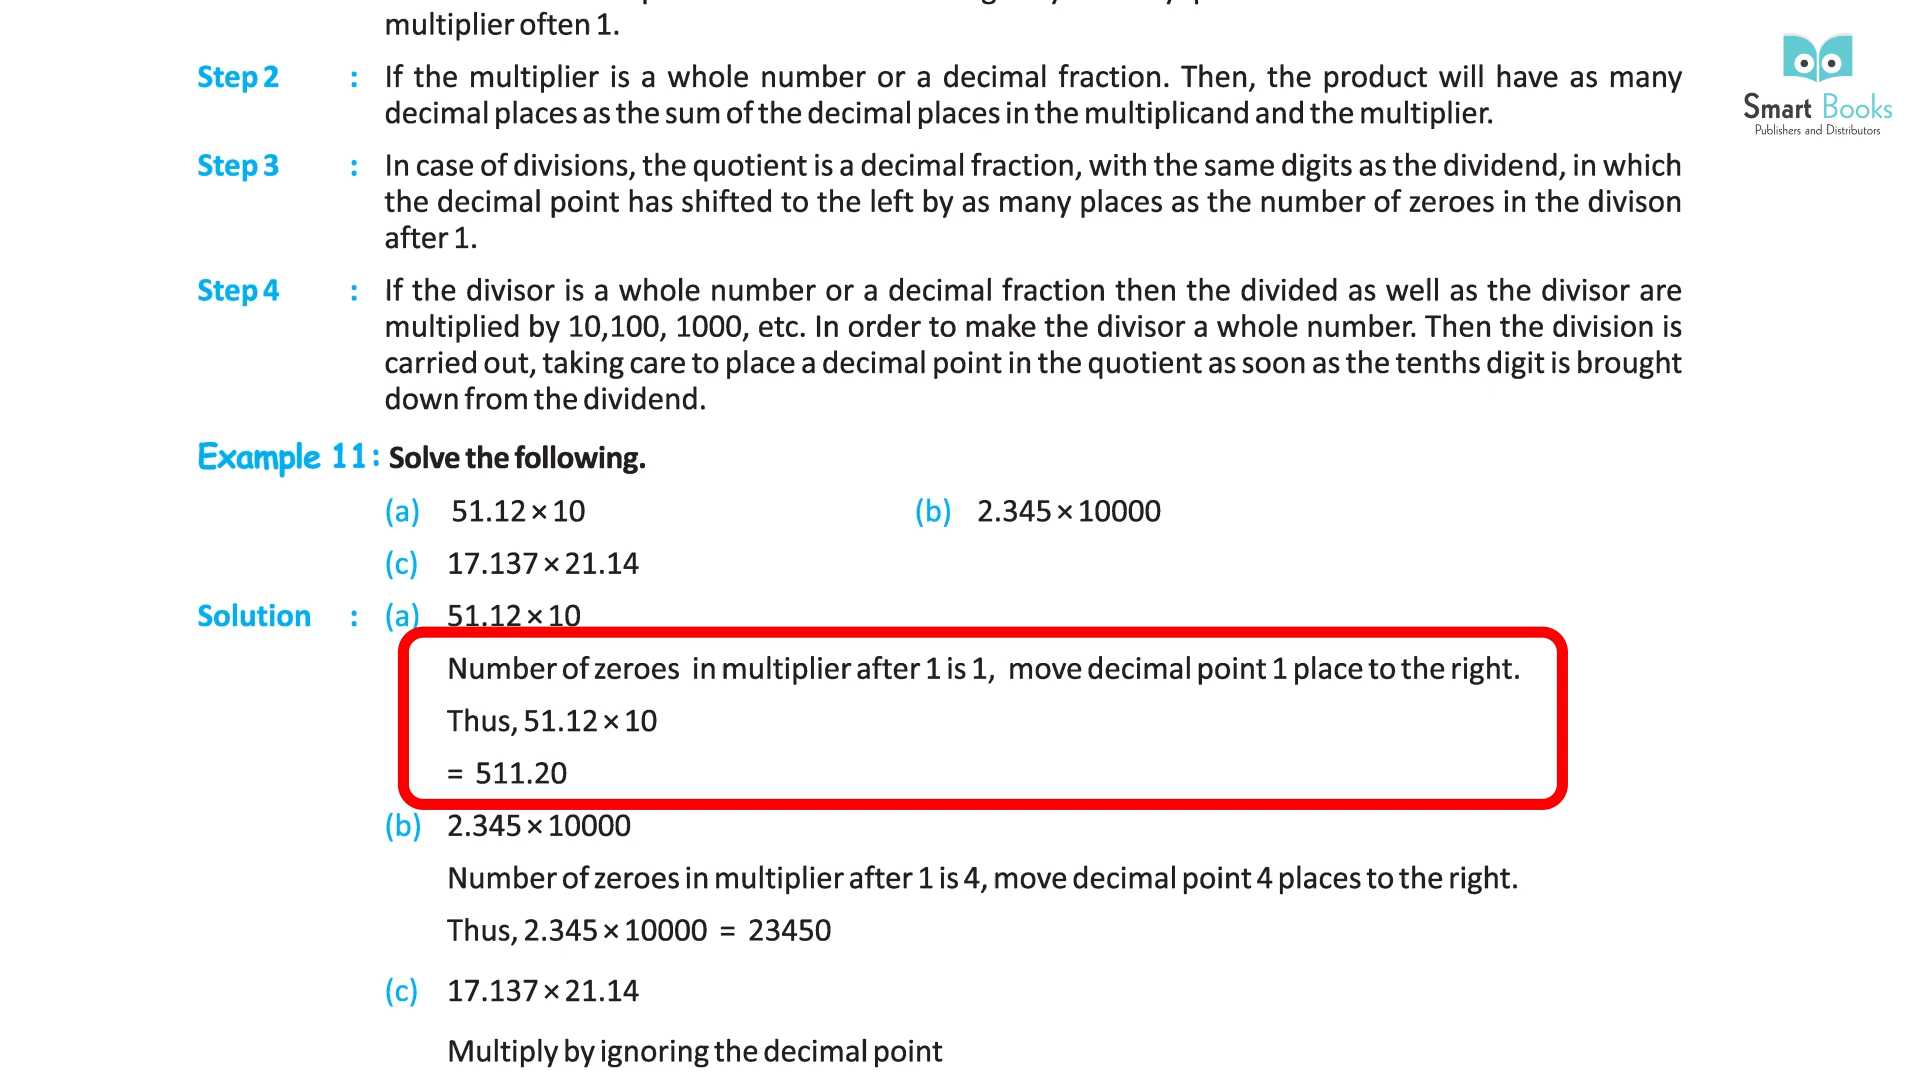 multiplier often 1.
Step 2 : If the multiplier is a whole number or a decimal fraction. Then, the product will have as many
decimal places as the sum of the decimal places in the multiplicand and the multiplier.
Step 3 : In case of divisions, the quotient is a decimal fraction, with the same digits as the dividend, in which
the decimal point has shifted to the left by as many places as the number of zeroes in the divison
after 1.
Step 4 : If the divisor is a whole number or a decimal fraction then the divided as well as the divisor are
multiplied by 10,100, 1000, etc. In order to make the divisor a whole number. Then the division is
carried out, taking care to place a decimal point in the quotient as soon as the tenths digit is brought
down from the dividend.
Example 11: Solve the following.
(a) 51.12 × 10 (b) 2.345 × 10000
(c) 17.137 × 21.14
Solution : (a) 51.12 × 10
Number of zeroes in multiplier after 1 is 1, move decimal point 1 place to the right.
Thus, 51.12 × 10
= 511.20
(b) 2.345 × 10000
Number of zeroes in multiplier after 1 is 4, move decimal point 4 places to the right.
Thus, 2.345 × 10000 = 23450
(c) 17.137 × 21.14
Multiply by ignoring the decimal point
Smart Books
Publishers and Distributors